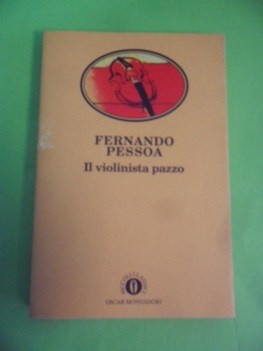 FERNANDO
PESSOA
Il violinista pazzo
OSCAR MONDADORI